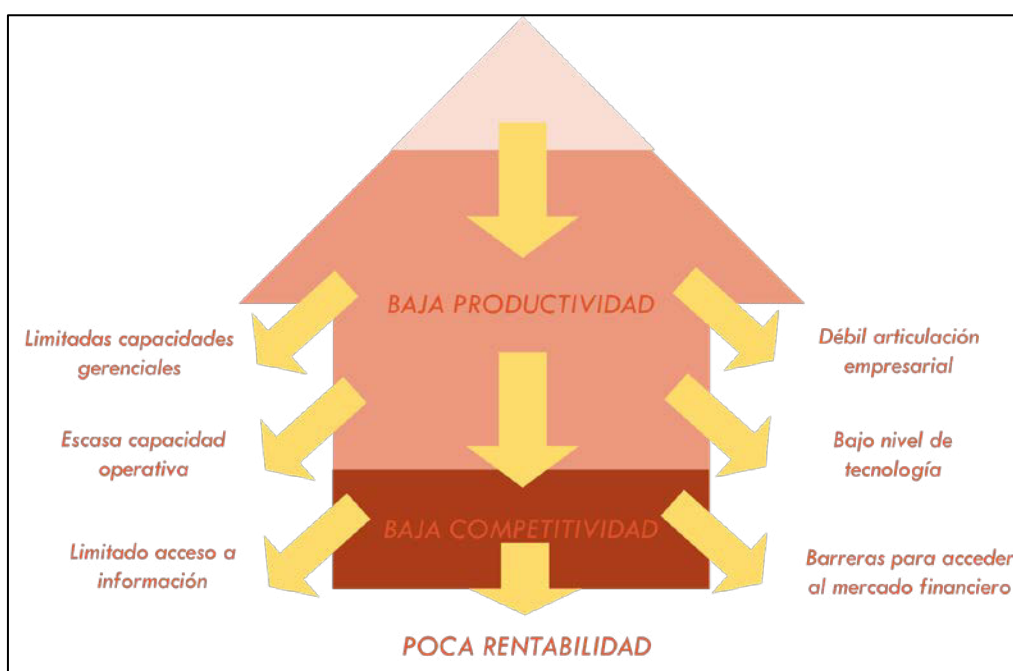 BAJA PRODUCTIVIDAD
Limitadas capacidades
gerenciales
Débil articulación
empresarial
Escasa capacidad
operativa
Bajo nivel de
tecnología
BAJA COMPETITIVIDAD
Limitado acceso a
información
Barreras para acceder
al mercado financiero
POCA RENTABILIDAD